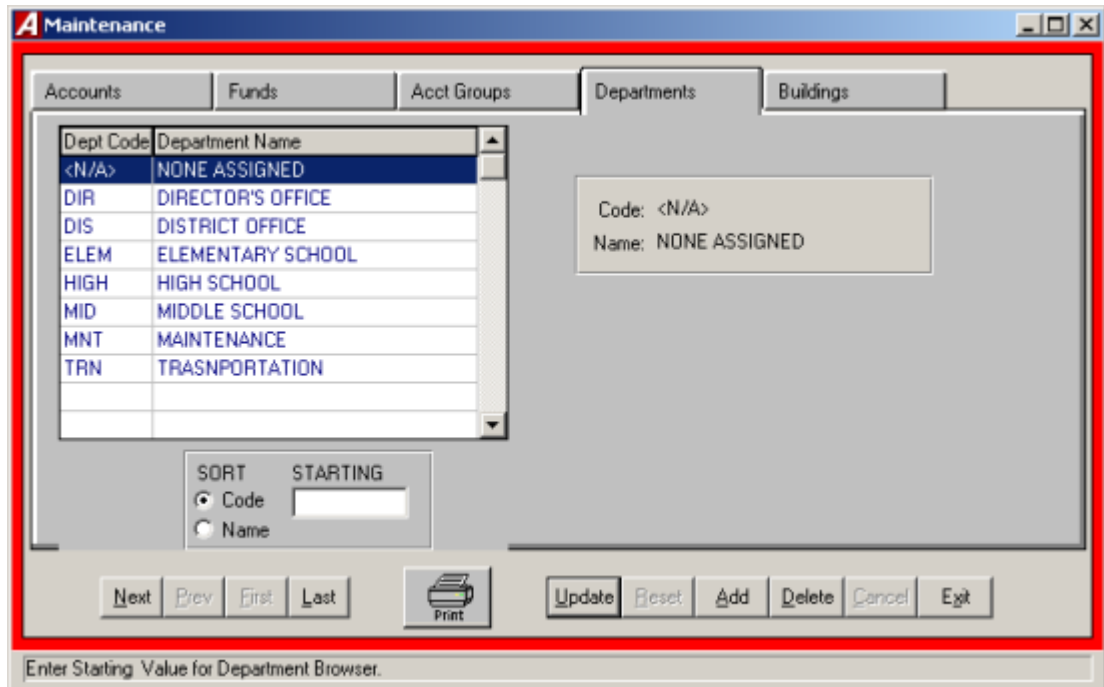 Maintenance
Accounts Funds Acct Groups Departments Buildings
Dept Code Department Name
<N/A> NONE ASSIGNED
DIR DIRECTOR'S OFFICE
DIS DISTRICT OFFICE
ELEM ELEMENTARY SCHOOL
HIGH HIGH SCHOOL
MID MIDDLE SCHOOL
MNT MAINTENANCE
TRN TRASNPORTATION
Code: <N/A>
Name: NONE ASSIGNED
SORT STARTING
Code
Name
Next Prev First Last Print Update Reset Add Delete Cancel Exit
Enter Starting Value for Department Browser.